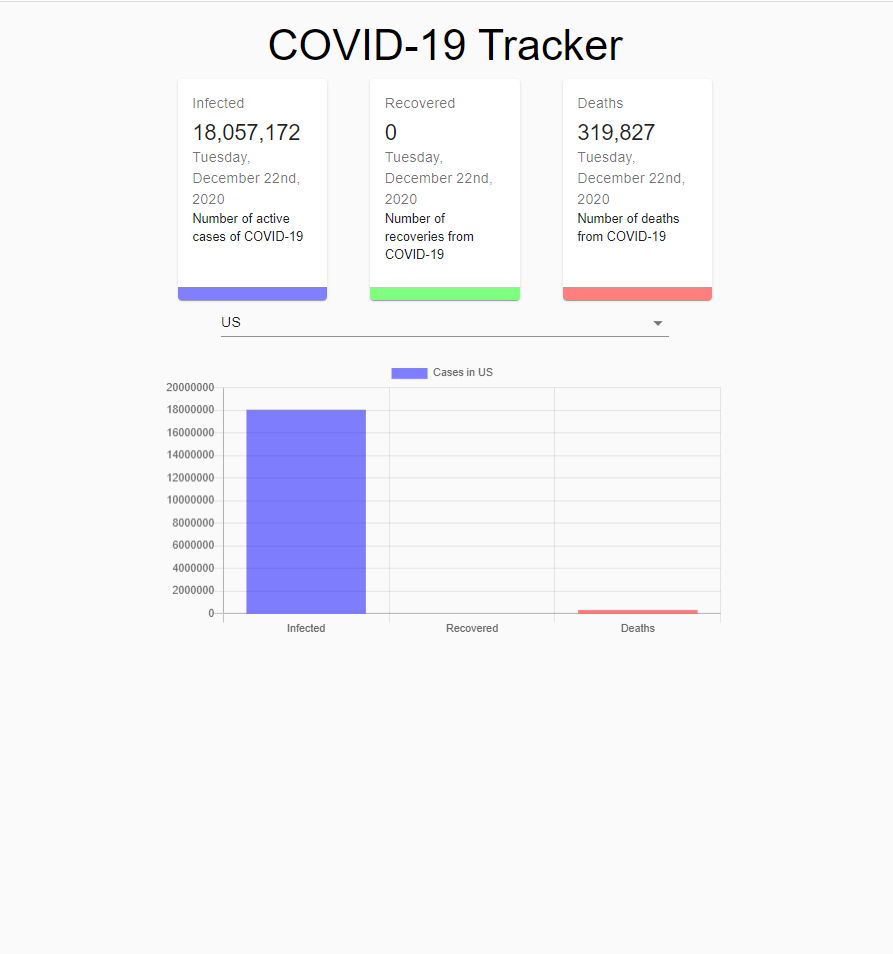 COVID-19 Tracker
Infected
18,057,172
Tuesday,
December 22nd,
2020
Number of active
cases of COVID-19
Recovered
0
Tuesday,
December 22nd,
2020
Number of
recoveries from
COVID-19
Deaths
319,827
Tuesday,
December 22nd,
2020
Number of deaths
from COVID-19
US
Cases in US
20000000
18000000
16000000
14000000
12000000
10000000
8000000
6000000
4000000
2000000
0
Infected
Recovered
Deaths